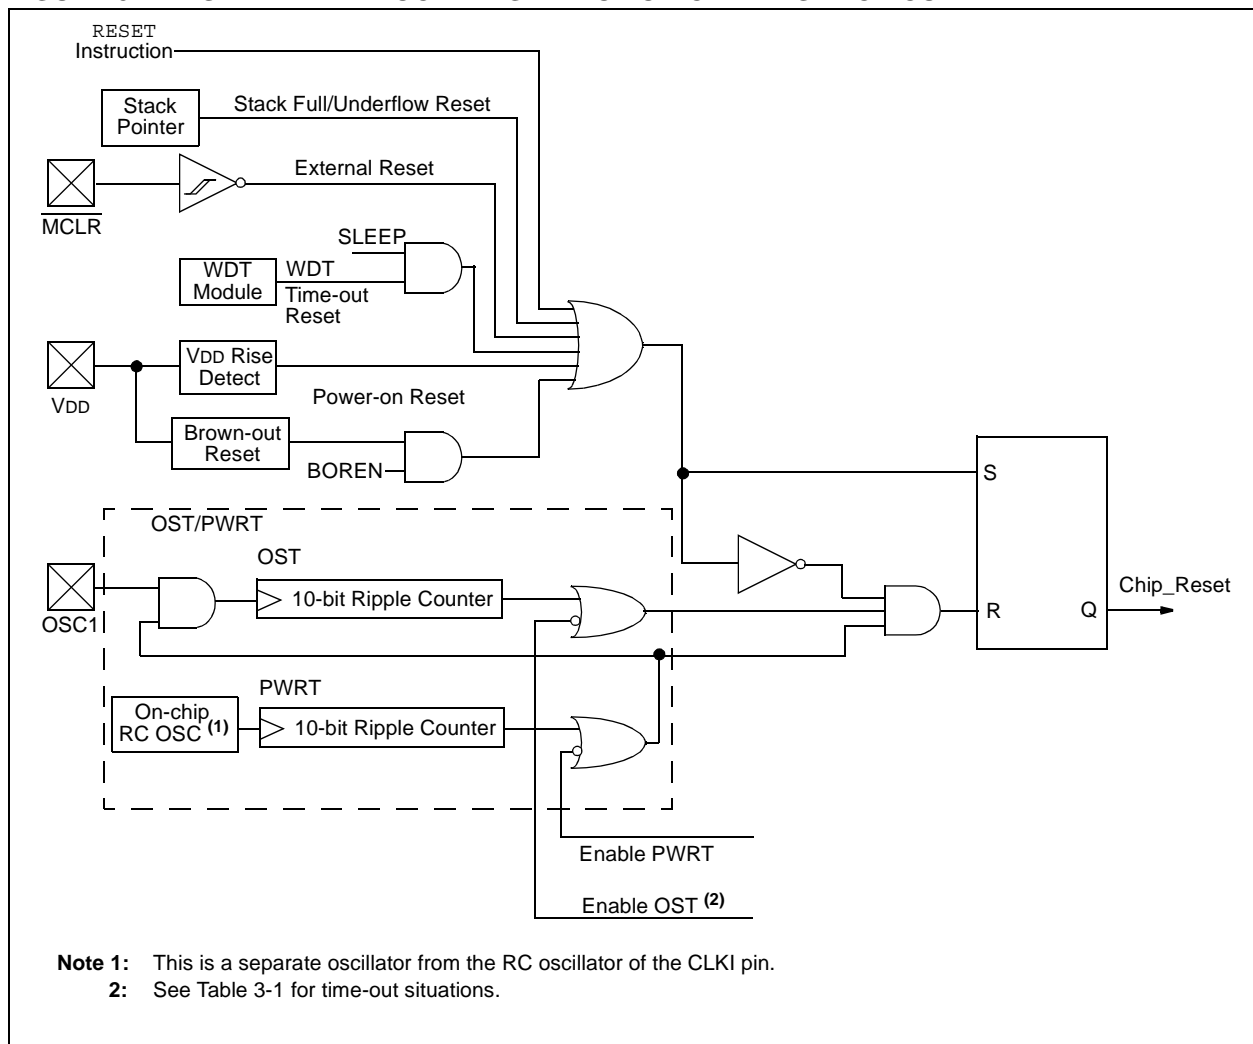 RESET
Instruction
Stack
Pointer
Stack Full/Underflow Reset
External Reset
MCLR
SLEEP
WDT
Module
WDT
Time-out
Reset
VDD Rise
Detect
VDD
Power-on Reset
Brown-out
Reset
BOREN
S
OST/PWRT
OST
10-bit Ripple Counter
OSC1
Chip_Reset
R
Q
PWRT
On-chip
RC OSC (1)
10-bit Ripple Counter
Enable PWRT
Enable OST (2)
Note 1: This is a separate oscillator from the RC oscillator of the CLKI pin.
2: See Table 3-1 for time-out situations.